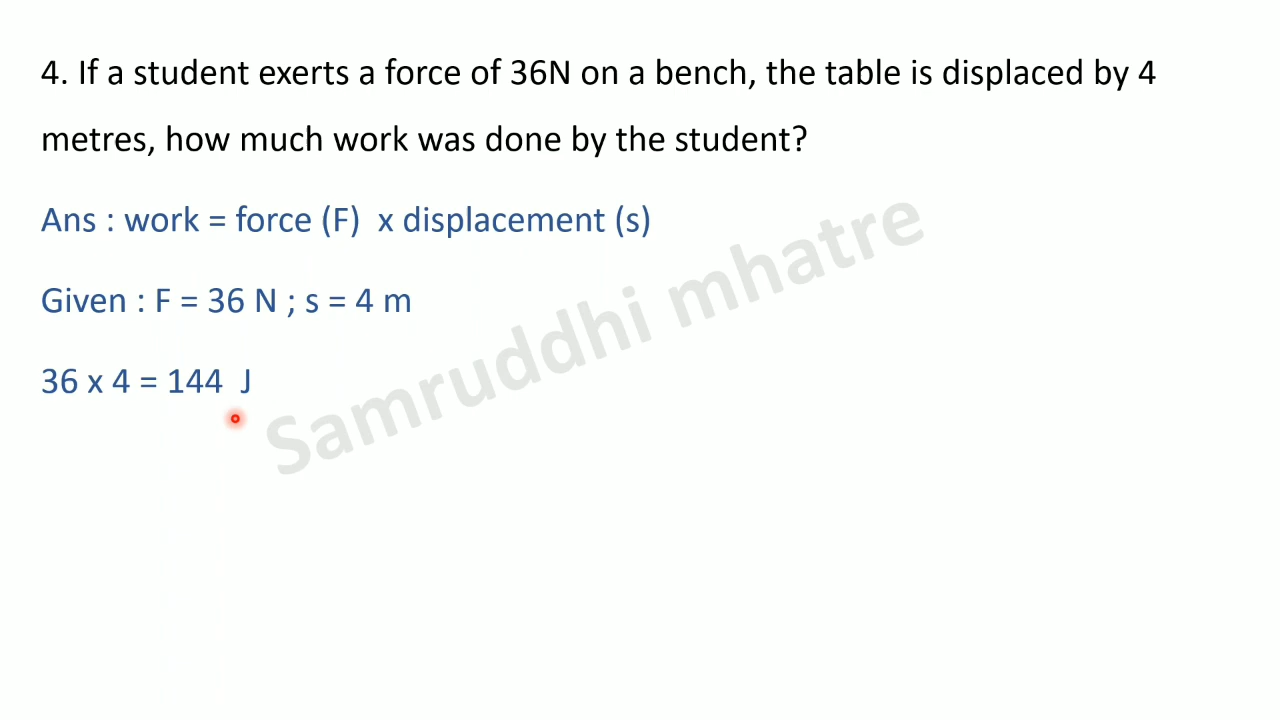 4. If a student exerts a force of 36N on a bench, the table is displaced by 4
metres, how much work was done by the student?
Ans : work = force (F)  x displacement (s)
Given : F = 36 N ; s = 4 m
36 x 4 = 144  J
Samruddhi mhatre